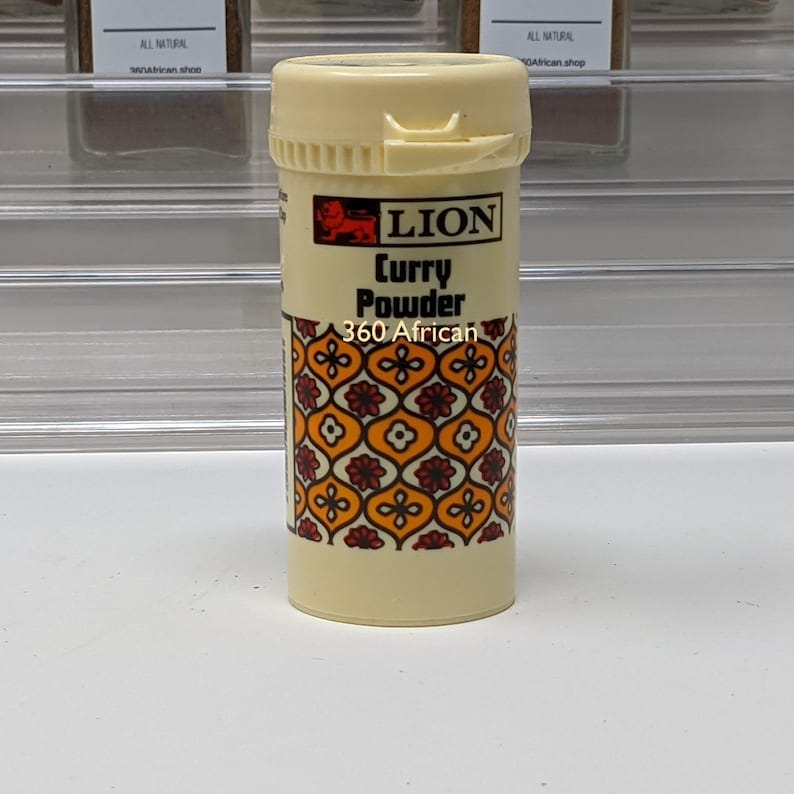 ALL NATURAL
360African.shop
ALL NATURAL
360African.shop
LION
Curry
Powder
360 African